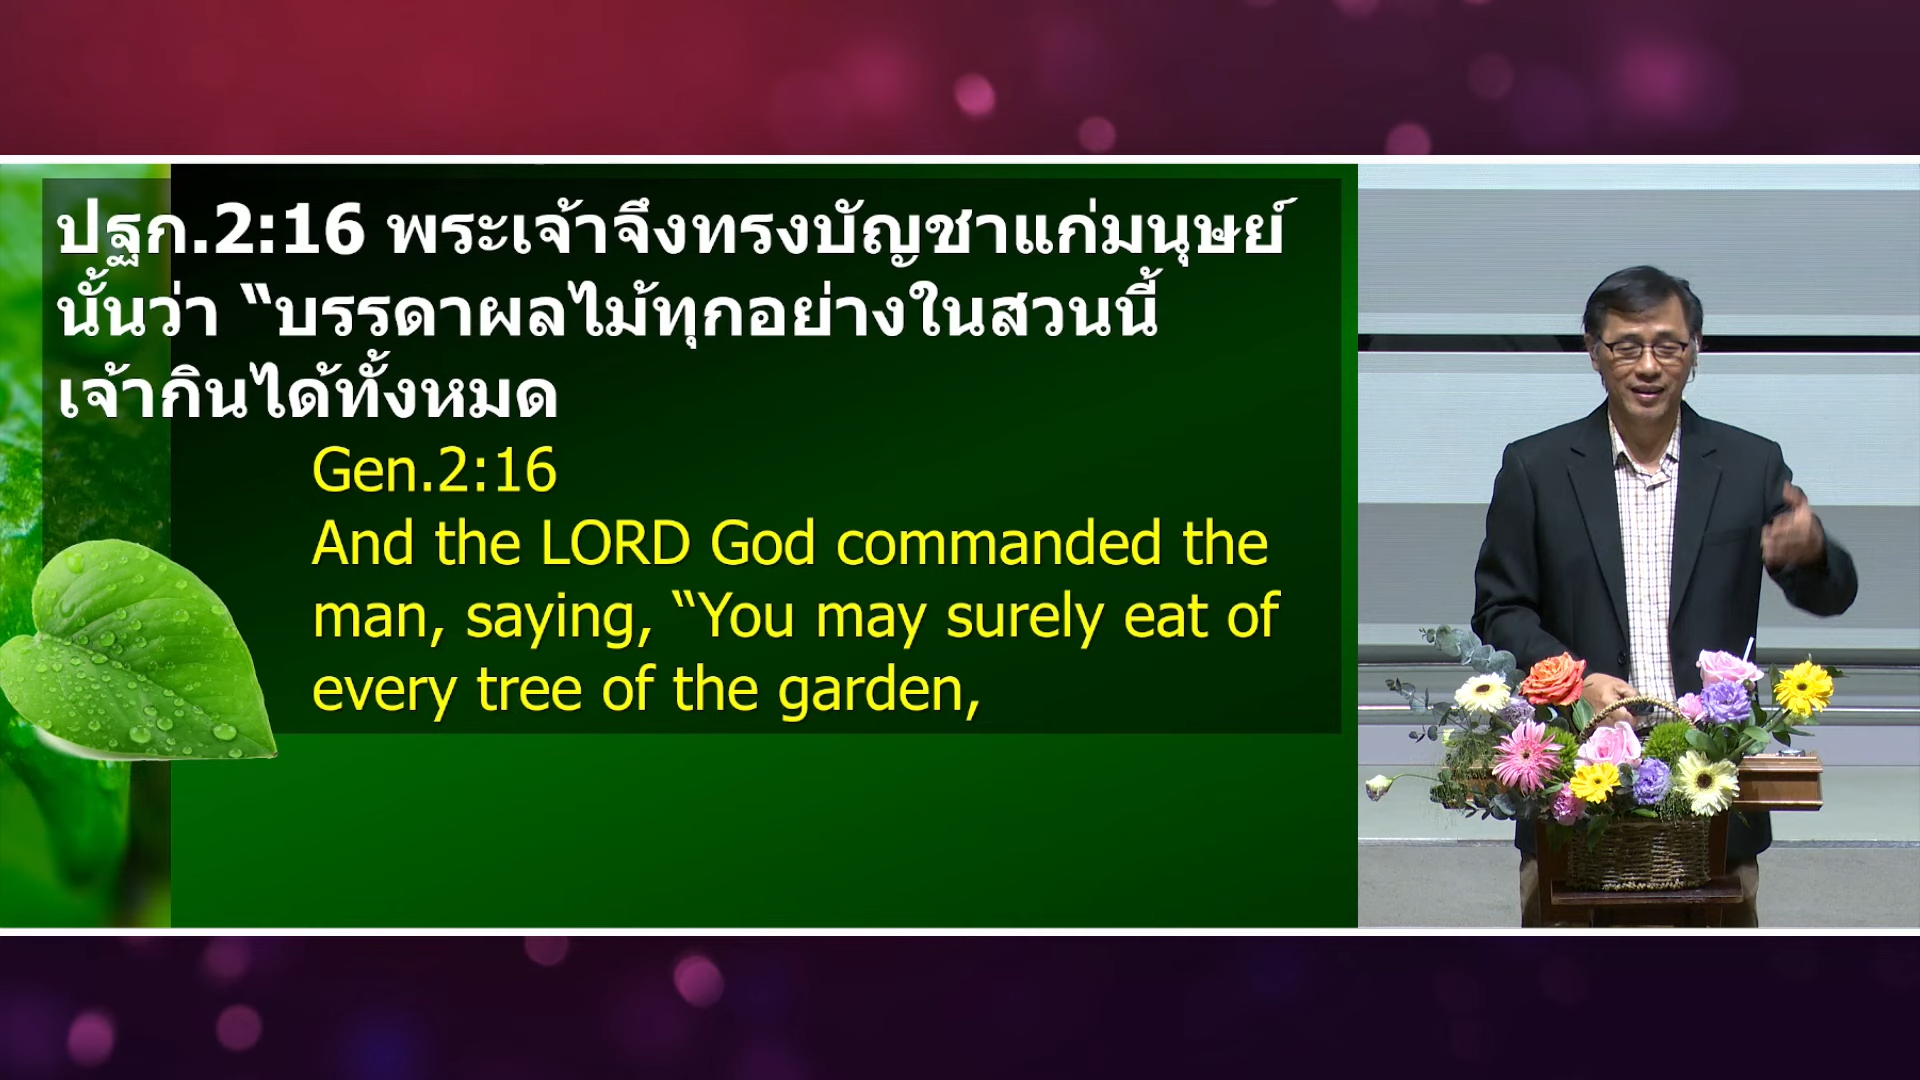 ปฐก.2:16 พระเจ้าจึงทรงบัญชาแก่มนุษย์
นั้นว่า “บรรดาผลไม้ทุกอย่างในสวนนี้
เจ้ากินได้ทั้งหมด
Gen.2:16
And the LORD God commanded the
man, saying, “You may surely eat of
every tree of the garden,